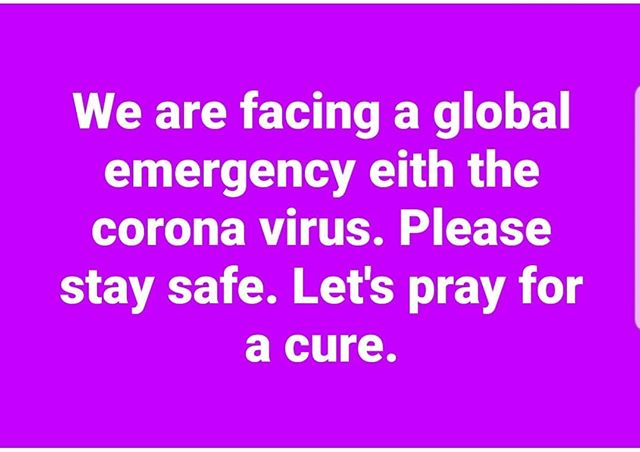 We are facing a global
emergency eith the
corona virus. Please
stay safe. Let's pray for
a cure.